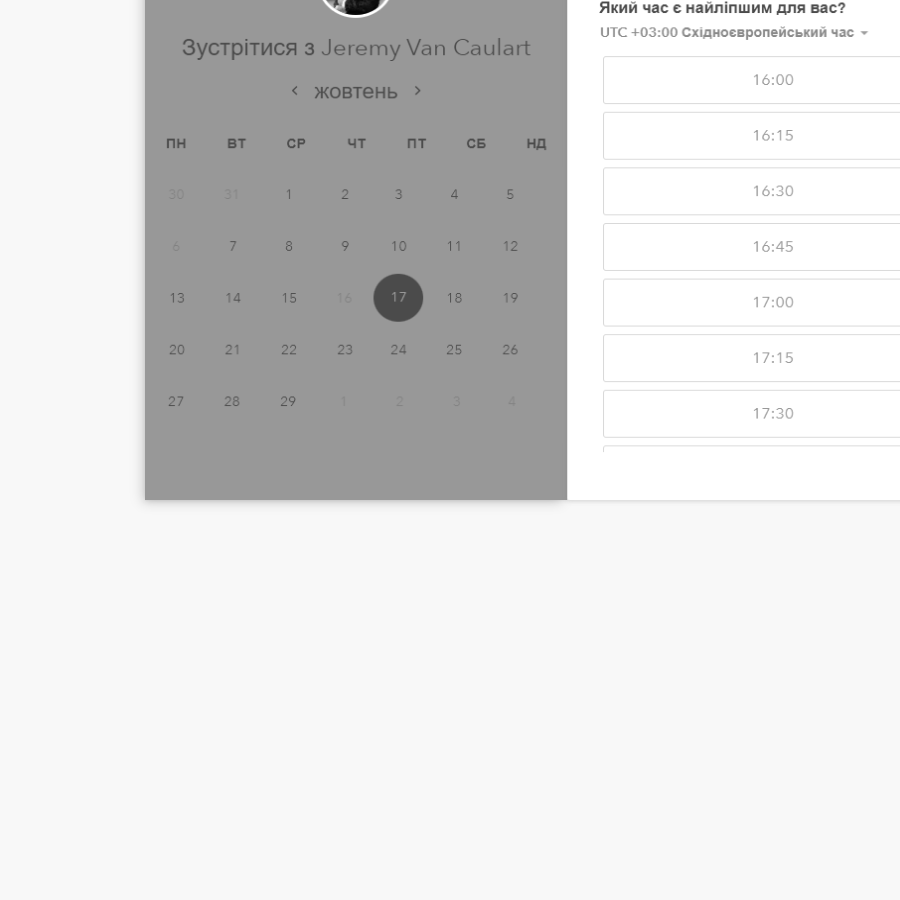 Зустрітися з Jeremy Van Caulart
‹ жовтень ›
ПН ВТ СР ЧТ ПТ СБ НД
30 31 1 2 3 4 5
6 7 8 9 10 11 12
13 14 15 16 17 18 19
20 21 22 23 24 25 26
27 28 29 1 2 3 4
Який час є найліпшим для вас?
UTC +03:00 Східноєвропейський час
16:00
16:15
16:30
16:45
17:00
17:15
17:30